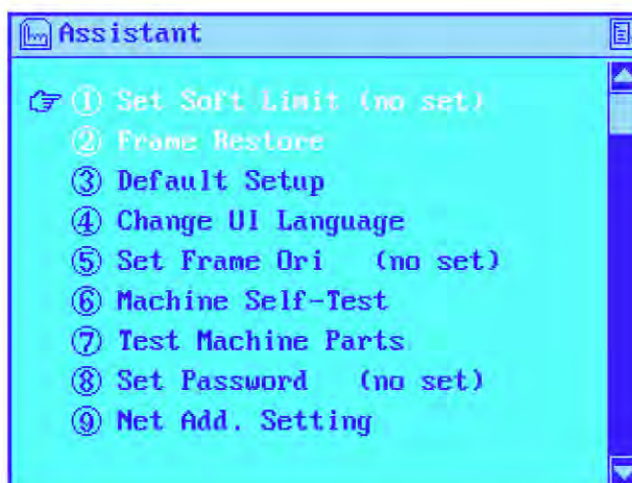 Assistant
① Set Soft Limit (no set)
② Frame Restore
③ Default Setup
④ Change UI Language
⑤ Set Frame Ori (no set)
⑥ Machine Self-Test
⑦ Test Machine Parts
⑧ Set Password (no set)
⑨ Net Add. Setting